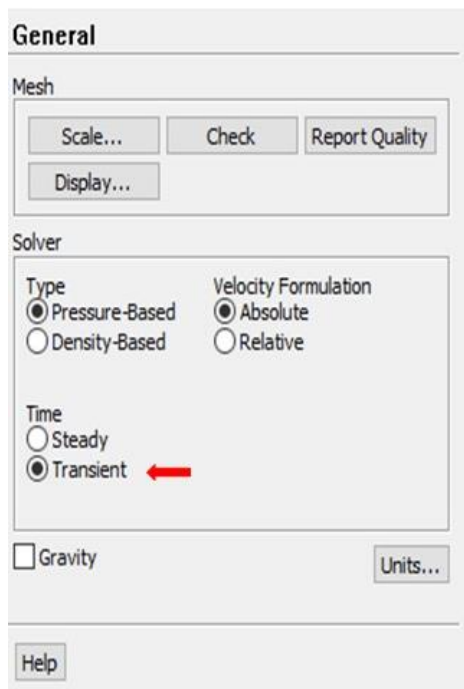 General
Mesh
Scale... Check Report Quality
Display...
Solver
Type Velocity Formulation
Pressure-Based Absolute
Density-Based Relative
Time
Steady
Transient
Gravity
Units...
Help